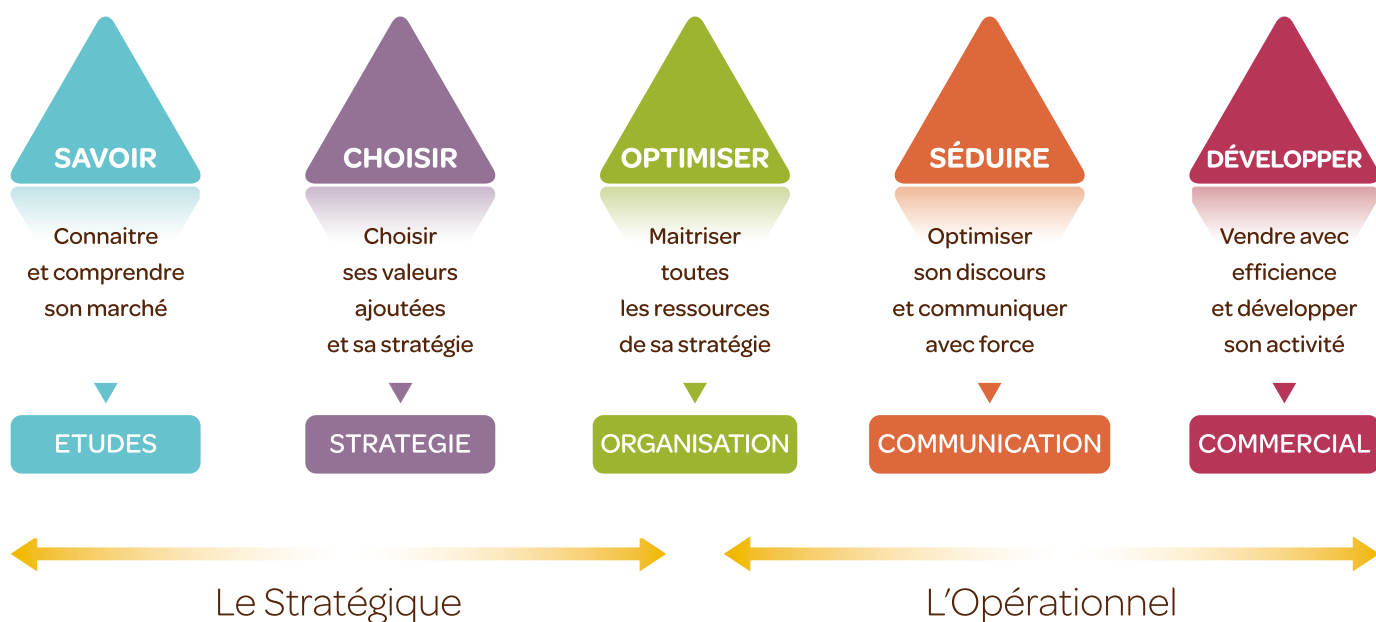 SAVOIR
Connaitre
et comprendre
son marché
ETUDES
CHOISIR
Choisir
ses valeurs
ajoutées
et sa stratégie
STRATEGIE
OPTIMISER
Maitriser
toutes
les ressources
de sa stratégie
ORGANISATION
SÉDUIRE
Optimiser
son discours
et communiquer
avec force
COMMUNICATION
DÉVELOPPER
Vendre avec
efficience
et développer
son activité
COMMERCIAL
Le Stratégique
L'Opérationnel